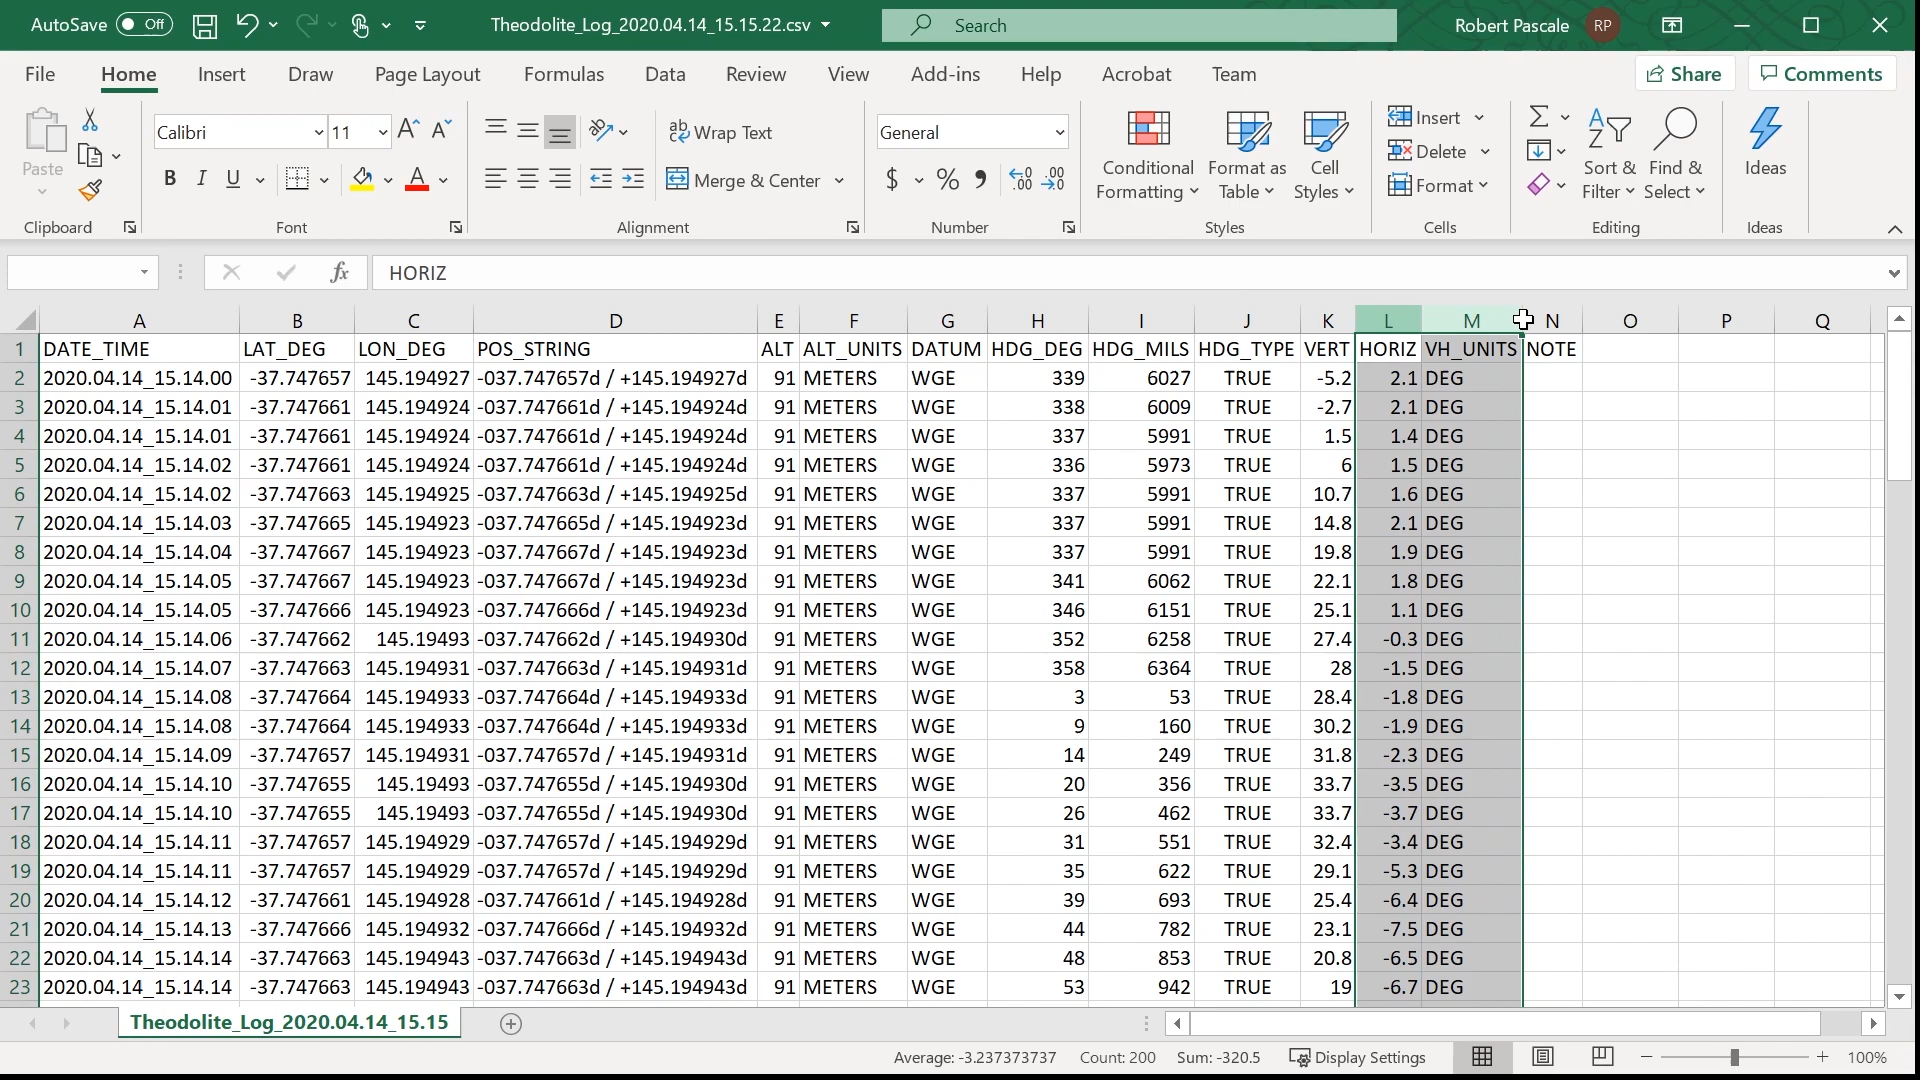 AutoSave Off Theodolite_Log_2020.04.14_15.15.22.csv Search Robert Pascale RP
File Home Insert Draw Page Layout Formulas Data Review View Add-ins Help Acrobat Team Share Comments
Paste Calibri 11 A A ab Wrap Text General Conditional Formatting Format as Table Cell Styles Insert Delete Format Sort & Filter Find & Select Ideas
B I U A Merge & Center $ % 9 .00 .00
Clipboard Font Alignment Number Styles Cells Editing Ideas
fx HORIZ
A B C D E F G H I J K L M N O P Q
1 DATE_TIME LAT_DEG LON_DEG POS_STRING ALT ALT_UNITS DATUM HDG_DEG HDG_MILS HDG_TYPE VERT HORIZ VH_UNITS NOTE
2 2020.04.14_15.14.00 -37.747657 145.194927 -037.747657d / +145.194927d 91 METERS WGE 339 6027 TRUE -5.2 2.1 DEG
3 2020.04.14_15.14.01 -37.747661 145.194924 -037.747661d / +145.194924d 91 METERS WGE 338 6009 TRUE -2.7 2.1 DEG
4 2020.04.14_15.14.01 -37.747661 145.194924 -037.747661d / +145.194924d 91 METERS WGE 337 5991 TRUE 1.5 1.4 DEG
5 2020.04.14_15.14.02 -37.747661 145.194924 -037.747661d / +145.194924d 91 METERS WGE 336 5973 TRUE 6 1.5 DEG
6 2020.04.14_15.14.02 -37.747663 145.194925 -037.747663d / +145.194925d 91 METERS WGE 337 5991 TRUE 10.7 1.6 DEG
7 2020.04.14_15.14.03 -37.747665 145.194923 -037.747665d / +145.194923d 91 METERS WGE 337 5991 TRUE 14.8 2.1 DEG
8 2020.04.14_15.14.04 -37.747667 145.194923 -037.747667d / +145.194923d 91 METERS WGE 337 5991 TRUE 19.8 1.9 DEG
9 2020.04.14_15.14.05 -37.747667 145.194923 -037.747667d / +145.194923d 91 METERS WGE 341 6062 TRUE 22.1 1.8 DEG
10 2020.04.14_15.14.05 -37.747666 145.194923 -037.747666d / +145.194923d 91 METERS WGE 346 6151 TRUE 25.1 1.1 DEG
11 2020.04.14_15.14.06 -37.747662 145.19493 -037.747662d / +145.194930d 91 METERS WGE 352 6258 TRUE 27.4 -0.3 DEG
12 2020.04.14_15.14.07 -37.747663 145.194931 -037.747663d / +145.194931d 91 METERS WGE 358 6364 TRUE 28 -1.5 DEG
13 2020.04.14_15.14.08 -37.747664 145.194933 -037.747664d / +145.194933d 91 METERS WGE 3 53 TRUE 28.4 -1.8 DEG
14 2020.04.14_15.14.08 -37.747664 145.194933 -037.747664d / +145.194933d 91 METERS WGE 9 160 TRUE 30.2 -1.9 DEG
15 2020.04.14_15.14.09 -37.747657 145.194931 -037.747657d / +145.194931d 91 METERS WGE 14 249 TRUE 31.8 -2.3 DEG
16 2020.04.14_15.14.10 -37.747655 145.19493 -037.747655d / +145.194930d 91 METERS WGE 20 356 TRUE 33.7 -3.5 DEG
17 2020.04.14_15.14.10 -37.747655 145.19493 -037.747655d / +145.194930d 91 METERS WGE 26 462 TRUE 33.7 -3.7 DEG
18 2020.04.14_15.14.11 -37.747657 145.194929 -037.747657d / +145.194929d 91 METERS WGE 31 551 TRUE 32.4 -3.4 DEG
19 2020.04.14_15.14.11 -37.747657 145.194929 -037.747657d / +145.194929d 91 METERS WGE 35 622 TRUE 29.1 -5.3 DEG
20 2020.04.14_15.14.12 -37.747661 145.194928 -037.747661d / +145.194928d 91 METERS WGE 39 693 TRUE 25.4 -6.4 DEG
21 2020.04.14_15.14.13 -37.747666 145.194932 -037.747666d / +145.194932d 91 METERS WGE 44 782 TRUE 23.1 -7.5 DEG
22 2020.04.14_15.14.14 -37.747663 145.194943 -037.747663d / +145.194943d 91 METERS WGE 48 853 TRUE 20.8 -6.5 DEG
23 2020.04.14_15.14.14 -37.747663 145.194943 -037.747663d / +145.194943d 91 METERS WGE 53 942 TRUE 19 -6.7 DEG
Theodolite_Log_2020.04.14_15.15
Average: -3.237373737 Count: 200 Sum: -320.5 Display Settings 100%